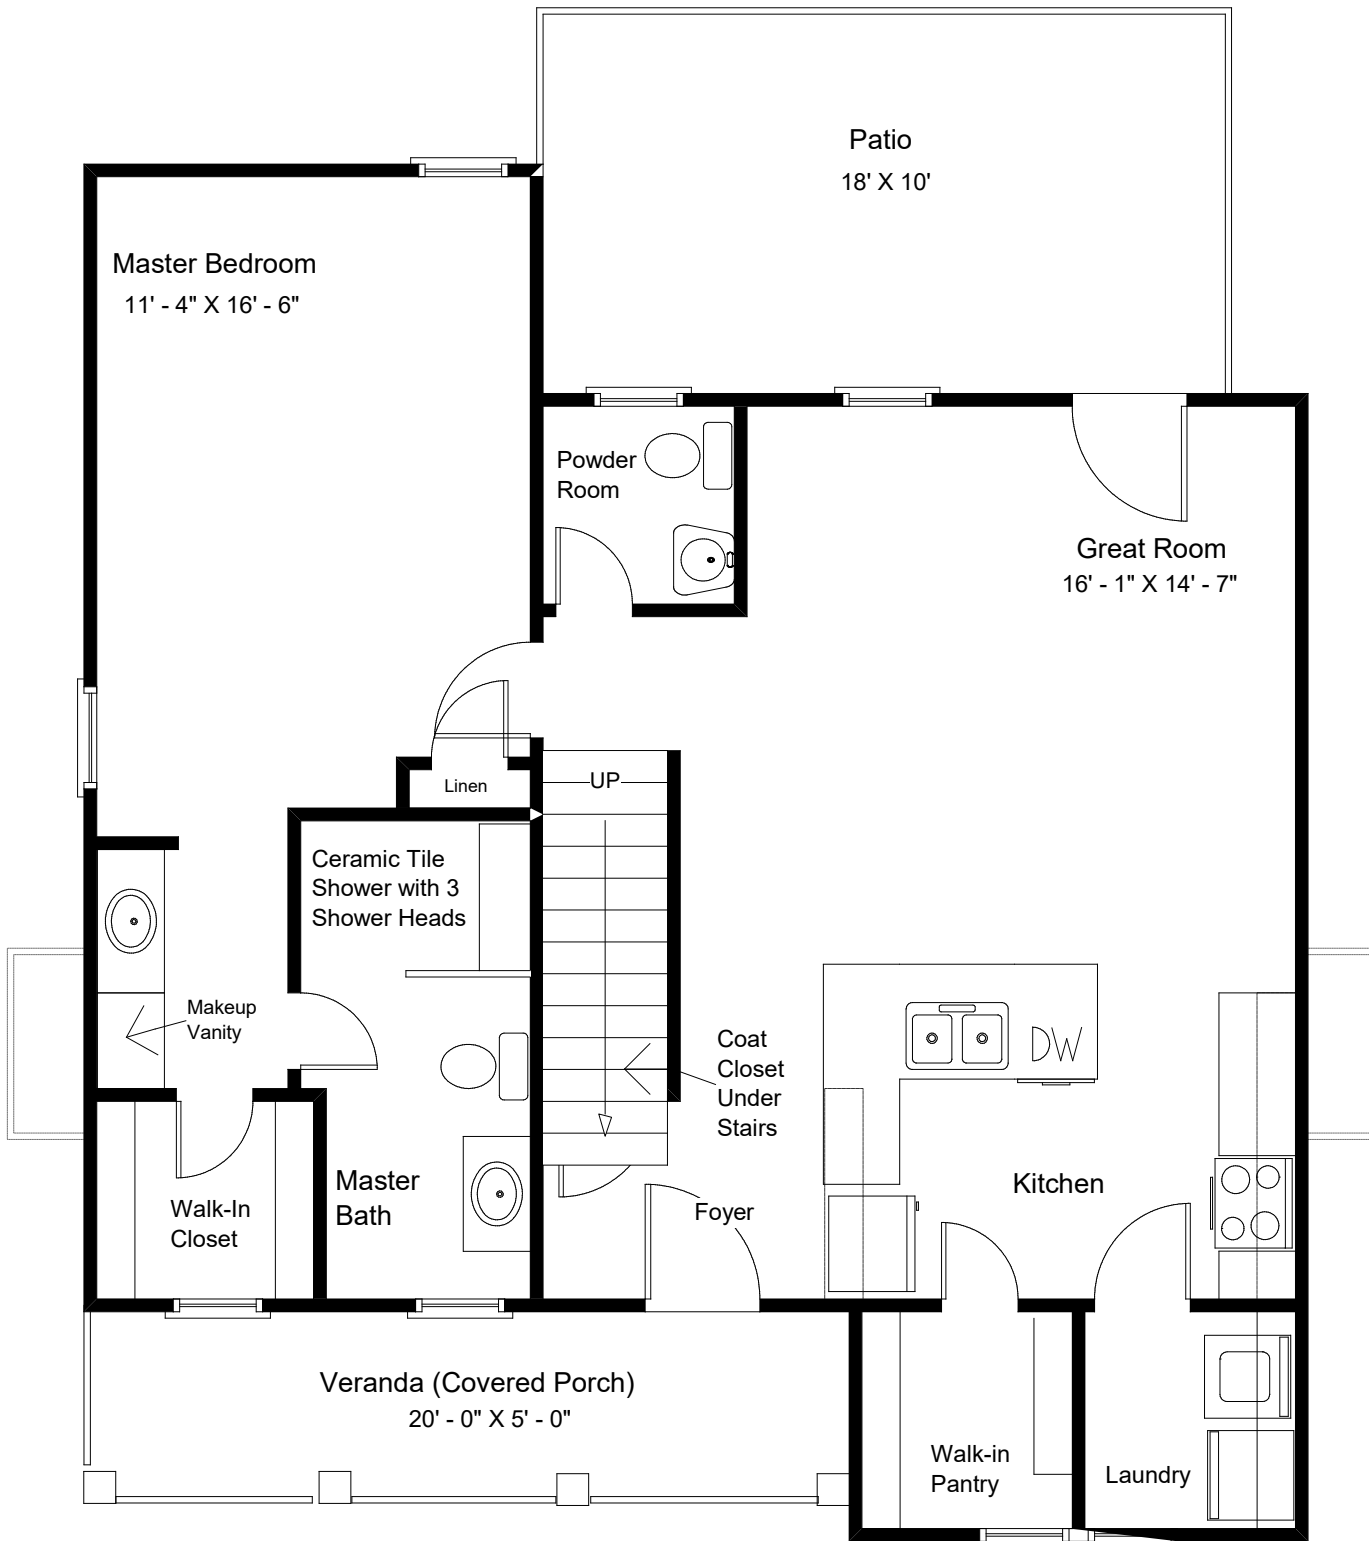 Patio
18' X 10'
Master Bedroom
11' - 4" X 16' - 6"
Powder
Room
Great Room
16' - 1" X 14' - 7"
Linen
UP
Ceramic Tile
Shower with 3
Shower Heads
Makeup
Vanity
Coat
Closet
Under
Stairs
DW
Master
Bath
Kitchen
Walk-In
Closet
Foyer
Veranda (Covered Porch)
20' - 0" X 5' - 0"
Walk-in
Pantry
Laundry